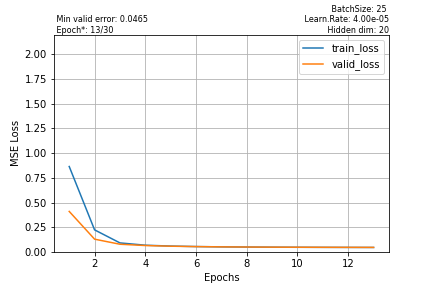 BatchSize: 25
Min valid error: 0.0465
Learn.Rate: 4.00e-05
Epoch*: 13/30
Hidden dim: 20
train_loss
valid_loss
2.00
1.75
1.50
1.25
1.00
0.75
0.50
0.25
0.00
MSE Loss
2 4 6 8 10 12
Epochs